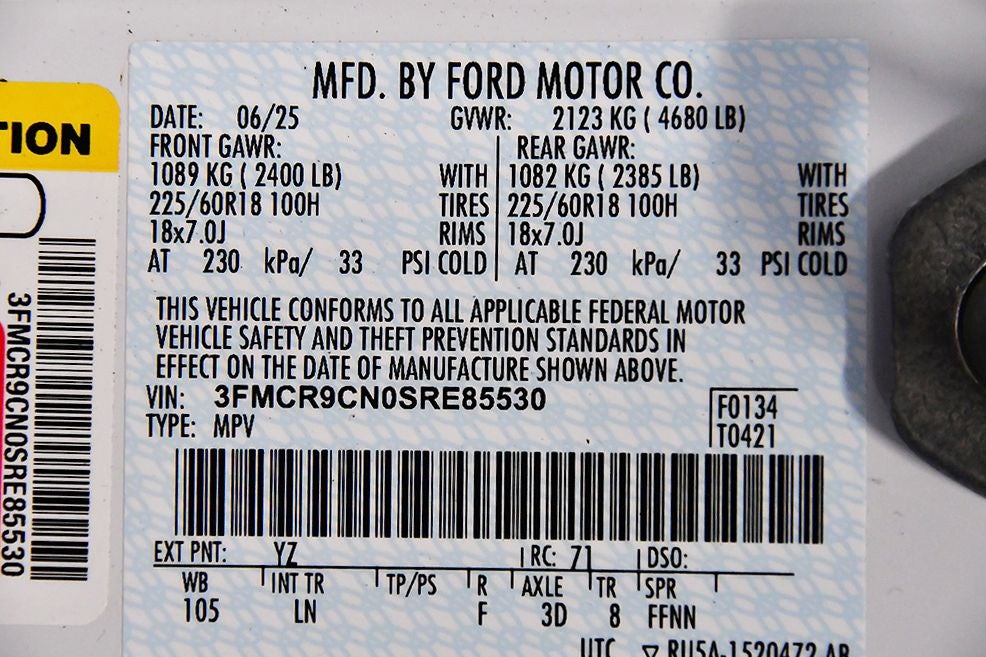 TION
3FMCR9CN0SRE85530
MFD. BY FORD MOTOR CO.
DATE: 06/25 GVWR: 2123 KG ( 4680 LB)
FRONT GAWR: REAR GAWR:
1089 KG ( 2400 LB) WITH 1082 KG ( 2385 LB) WITH
225/60R18 100H TIRES 225/60R18 100H TIRES
18x7.0J RIMS 18x7.0J RIMS
AT 230 kPa/ 33 PSI COLD AT 230 kPa/ 33 PSI COLD
THIS VEHICLE CONFORMS TO ALL APPLICABLE FEDERAL MOTOR
VEHICLE SAFETY AND THEFT PREVENTION STANDARDS IN
EFFECT ON THE DATE OF MANUFACTURE SHOWN ABOVE.
VIN: 3FMCR9CN0SRE85530 F0134
TYPE: MPV T0421
EXT PNT: YZ RC: 71 DSO:
WB INT TR TP/PS R AXLE TR SPR
105 LN F 3D 8 FFNN
UTC ▽ RU5A-1520472-AB